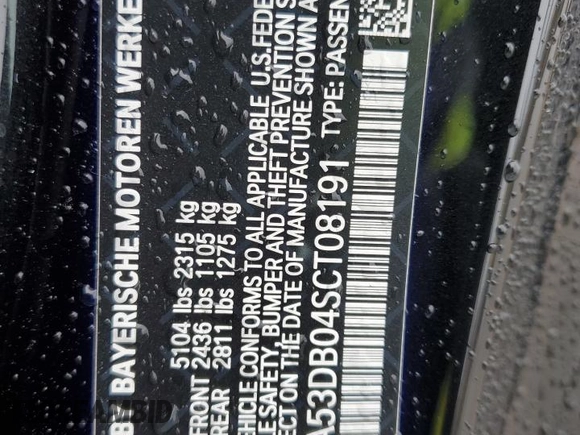 BAYERISCHE MOTOREN WERKE
5104 lbs 2315 kg
FRONT 2436 lbs 1105 kg
REAR 2811 lbs 1275 kg
VEHICLE CONFORMS TO ALL APPLICABLE U.S. FEDE
E SAFETY, BUMPER AND THEFT PREVENTION S
ECT ON THE DATE OF MANUFACTURE SHOWN A
A53DB04SCT08191 TYPE: PASSEN